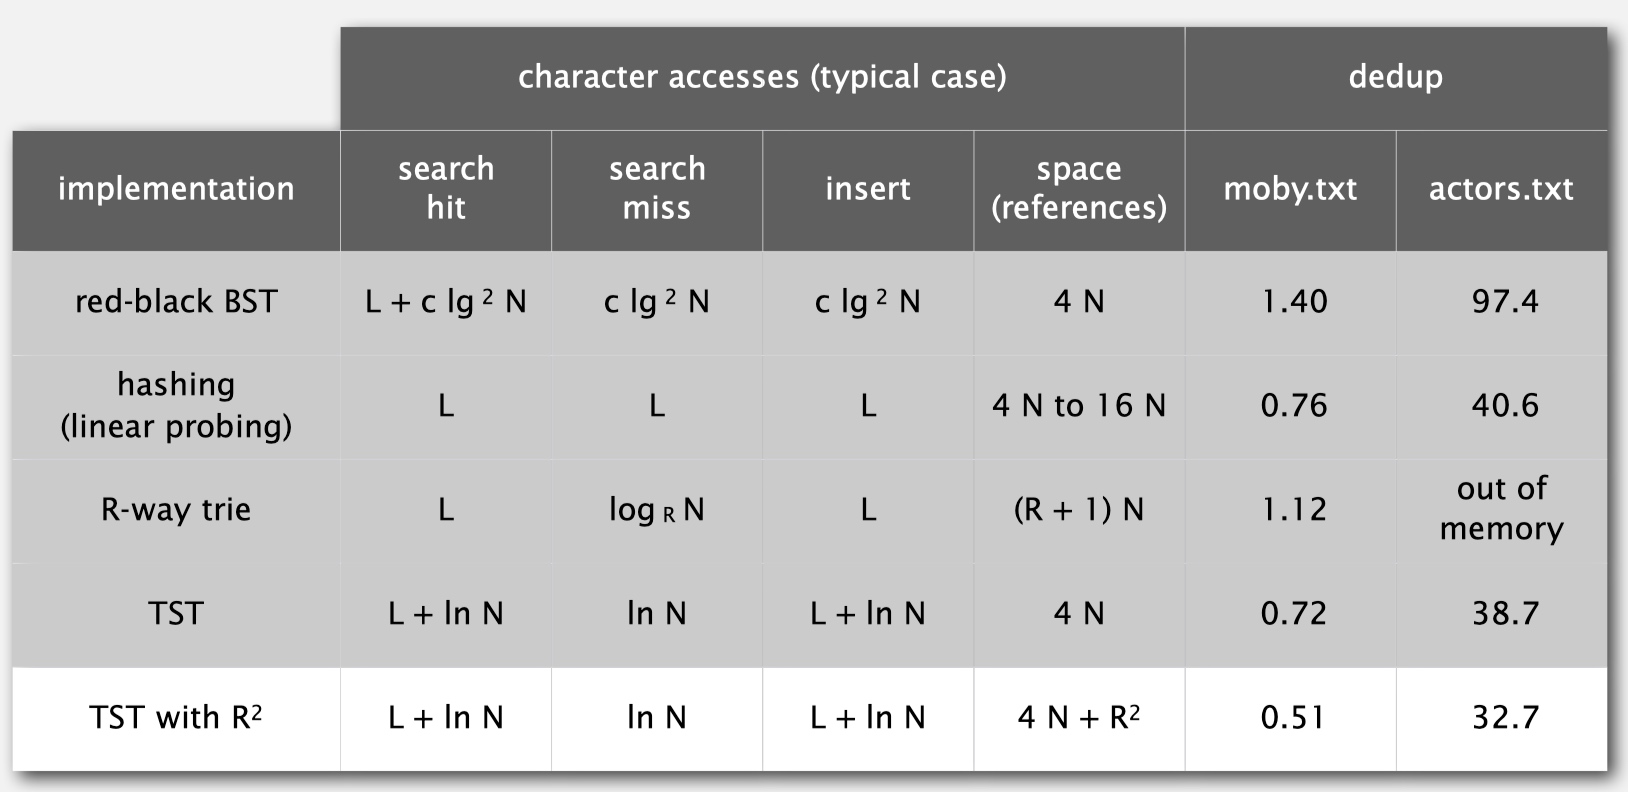 character accesses (typical case) dedup
implementation search hit search miss insert space (references) moby.txt actors.txt
red-black BST L + c lg ² N c lg ² N c lg ² N 4 N 1.40 97.4
hashing (linear probing) L L L 4 N to 16 N 0.76 40.6
R-way trie L log R N L (R + 1) N 1.12 out of memory
TST L + ln N ln N L + ln N 4 N 0.72 38.7
TST with R² L + ln N ln N L + ln N 4 N + R² 0.51 32.7